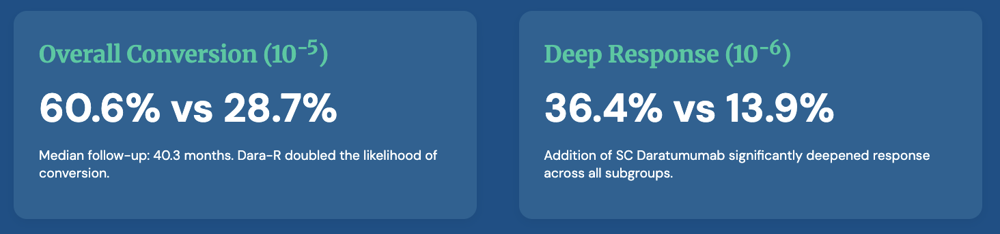 Overall Conversion (10⁻⁵)
60.6% vs 28.7%
Median follow-up: 40.3 months. Dara-R doubled the likelihood of
conversion.
Deep Response (10⁻⁶)
36.4% vs 13.9%
Addition of SC Daratumumab significantly deepened response
across all subgroups.